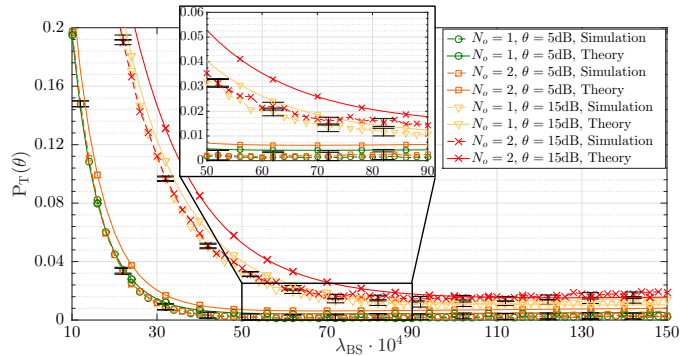 0.2
0.16
0.12
0.08
0.04
0
P_T(θ)
10
30
50
70
90
110
130
150
λ_BS · 10^4
0.06
0.05
0.04
0.03
0.02
0.01
0
50
60
70
80
90
N_o = 1, θ = 5dB, Simulation
N_o = 1, θ = 5dB, Theory
N_o = 2, θ = 5dB, Simulation
N_o = 2, θ = 5dB, Theory
N_o = 1, θ = 15dB, Simulation
N_o = 1, θ = 15dB, Theory
N_o = 2, θ = 15dB, Simulation
N_o = 2, θ = 15dB, Theory